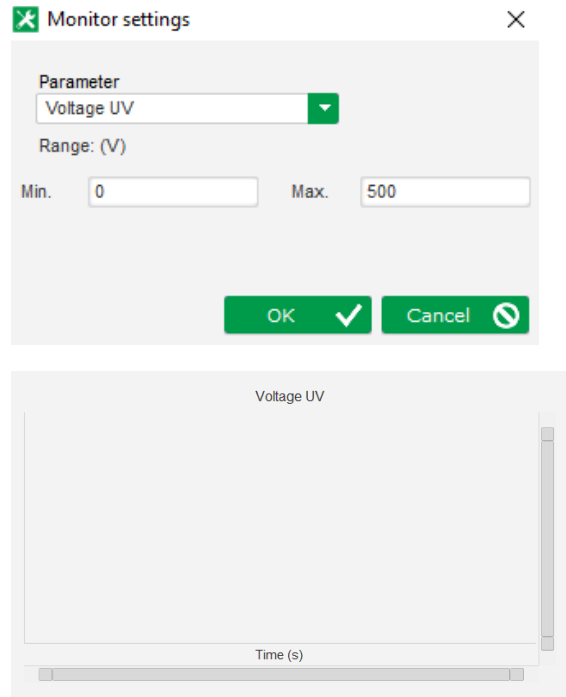 Monitor settings
Parameter
Voltage UV
Range: (V)
Min. 0 Max. 500
OK Cancel
Voltage UV
Time (s)